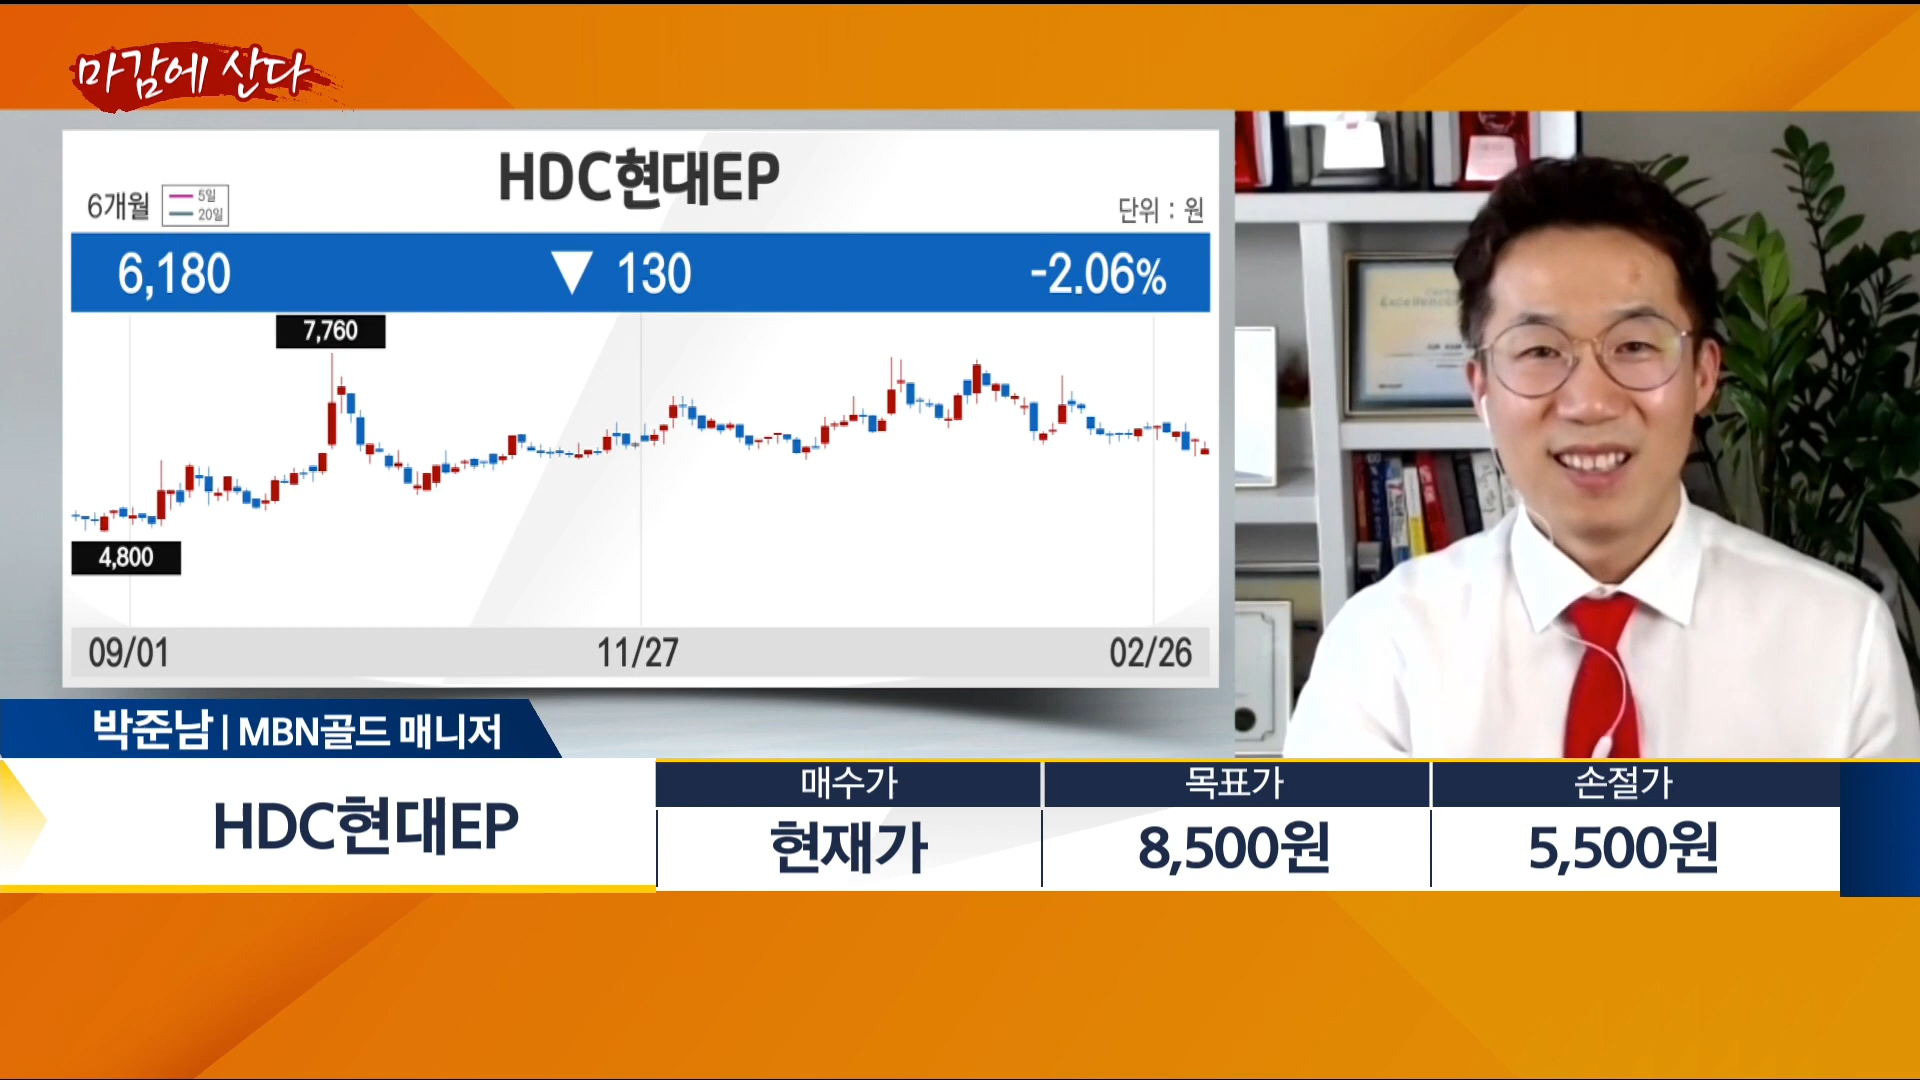 마감에 산다
HDC현대EP
6개월
5일
20일
단위 : 원
6,180 ▼ 130 -2.06%
7,760
4,800
09/01 11/27 02/26
박준남 | MBN골드 매니저
HDC현대EP
매수가 목표가 손절가
현재가 8,500원 5,500원